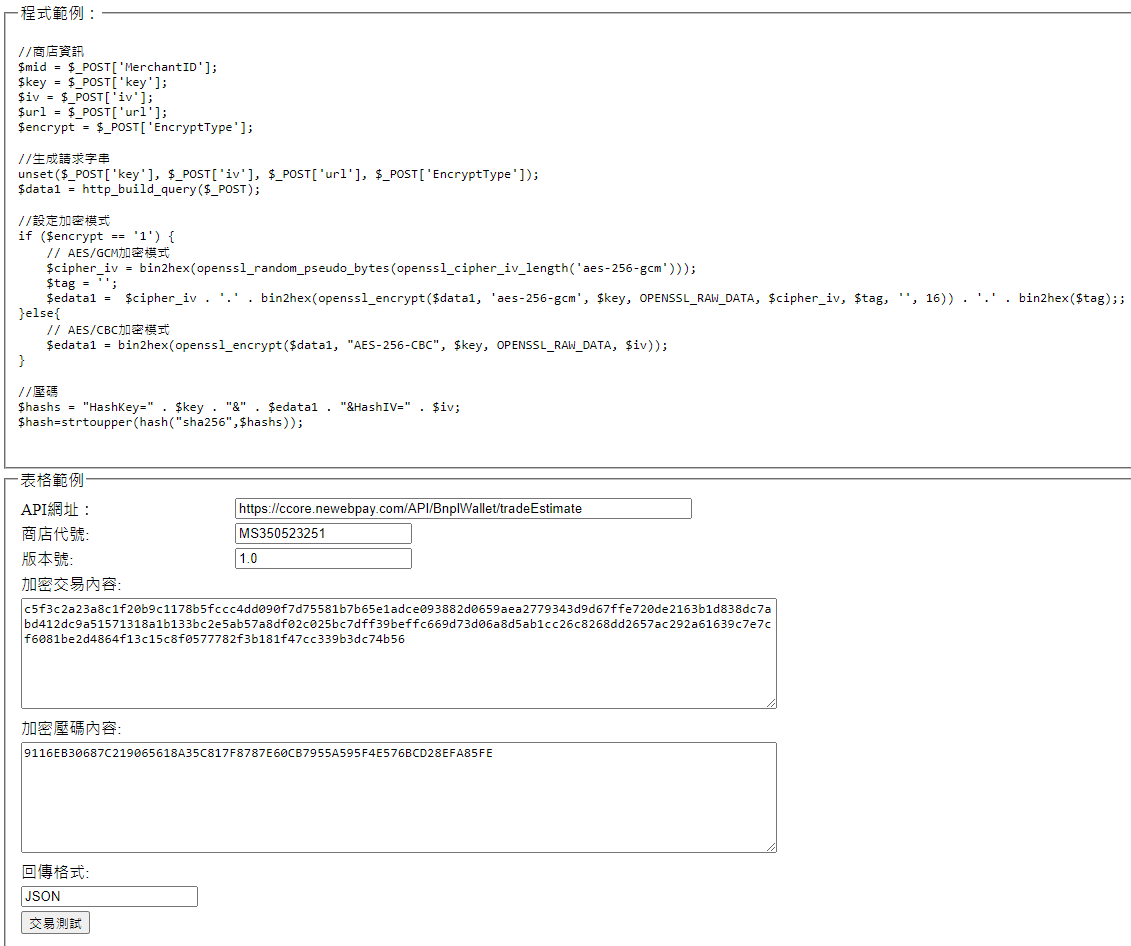 程式範例：
//商店資訊
$mid = $_POST['MerchantID'];
$key = $_POST['key'];
$iv = $_POST['iv'];
$url = $_POST['url'];
$encrypt = $_POST['EncryptType'];
//生成請求字串
unset($_POST['key'], $_POST['iv'], $_POST['url'], $_POST['EncryptType']);
$data1 = http_build_query($_POST);
//設定加密模式
if ($encrypt == '1') {
    // AES/GCM加密模式
    $cipher_iv = bin2hex(openssl_random_pseudo_bytes(openssl_cipher_iv_length('aes-256-gcm')));
    $tag = '';
    $edata1 =  $cipher_iv . '.' . bin2hex(openssl_encrypt($data1, 'aes-256-gcm', $key, OPENSSL_RAW_DATA, $cipher_iv, $tag, '', 16)) . '.' . bin2hex($tag);;
}else{
    // AES/CBC加密模式
    $edata1 = bin2hex(openssl_encrypt($data1, "AES-256-CBC", $key, OPENSSL_RAW_DATA, $iv));
}
//壓碼
$hashs = "HashKey=" . $key . "&" . $edata1 . "&HashIV=" . $iv;
$hash=strtoupper(hash("sha256",$hashs));
表格範例
API網址： https://ccore.newebpay.com/API/BnplWallet/tradeEstimate
商店代號: MS350523251
版本號: 1.0
加密交易內容:
c5f3c2a23a8c1f20b9c1178b5fccc4dd090f7d75581b7b65e1adce093882d0659aea2779343d9d67ffe720de2163b1d838dc7a
bd412dc9a51571318a1b133bc2e5ab57a8df02c025bc7dff39beffc669d73d06a8d5ab1cc26c8268dd2657ac292a61639c7e7c
f6081be2d4864f13c15c8f0577782f3b181f47cc339b3dc74b56
加密壓碼內容:
9116EB30687C219065618A35C817F8787E60CB7955A595F4E576BCD28EFA85FE
回傳格式:
JSON
交易測試